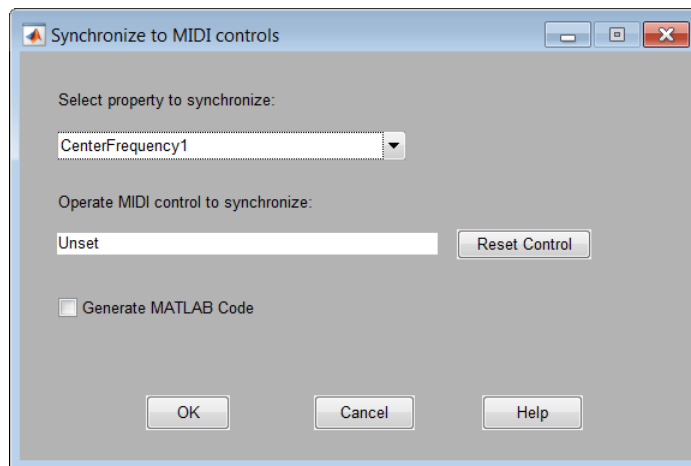 Synchronize to MIDI controls
Select property to synchronize:
CenterFrequency1
Operate MIDI control to synchronize:
Unset
Reset Control
Generate MATLAB Code
OK
Cancel
Help